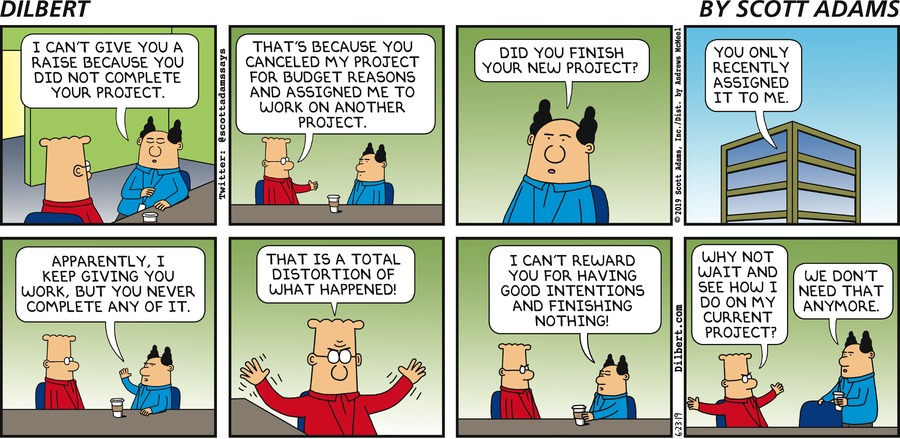 DILBERT
BY SCOTT ADAMS
I CAN'T GIVE YOU A
RAISE BECAUSE YOU
DID NOT COMPLETE
YOUR PROJECT.
Twitter: @scottadamssays
THAT'S BECAUSE YOU
CANCELED MY PROJECT
FOR BUDGET REASONS
AND ASSIGNED ME TO
WORK ON ANOTHER
PROJECT.
DID YOU FINISH
YOUR NEW PROJECT?
©2019 Scott Adams, Inc./Dist. by Andrews McMeel
YOU ONLY
RECENTLY
ASSIGNED
IT TO ME.
APPARENTLY, I
KEEP GIVING YOU
WORK, BUT YOU NEVER
COMPLETE ANY OF IT.
THAT IS A TOTAL
DISTORTION OF
WHAT HAPPENED!
I CAN'T REWARD
YOU FOR HAVING
GOOD INTENTIONS
AND FINISHING
NOTHING!
6-23-19 Dilbert.com
WHY NOT
WAIT AND
SEE HOW I
DO ON MY
CURRENT
PROJECT?
WE DON'T
NEED THAT
ANYMORE.